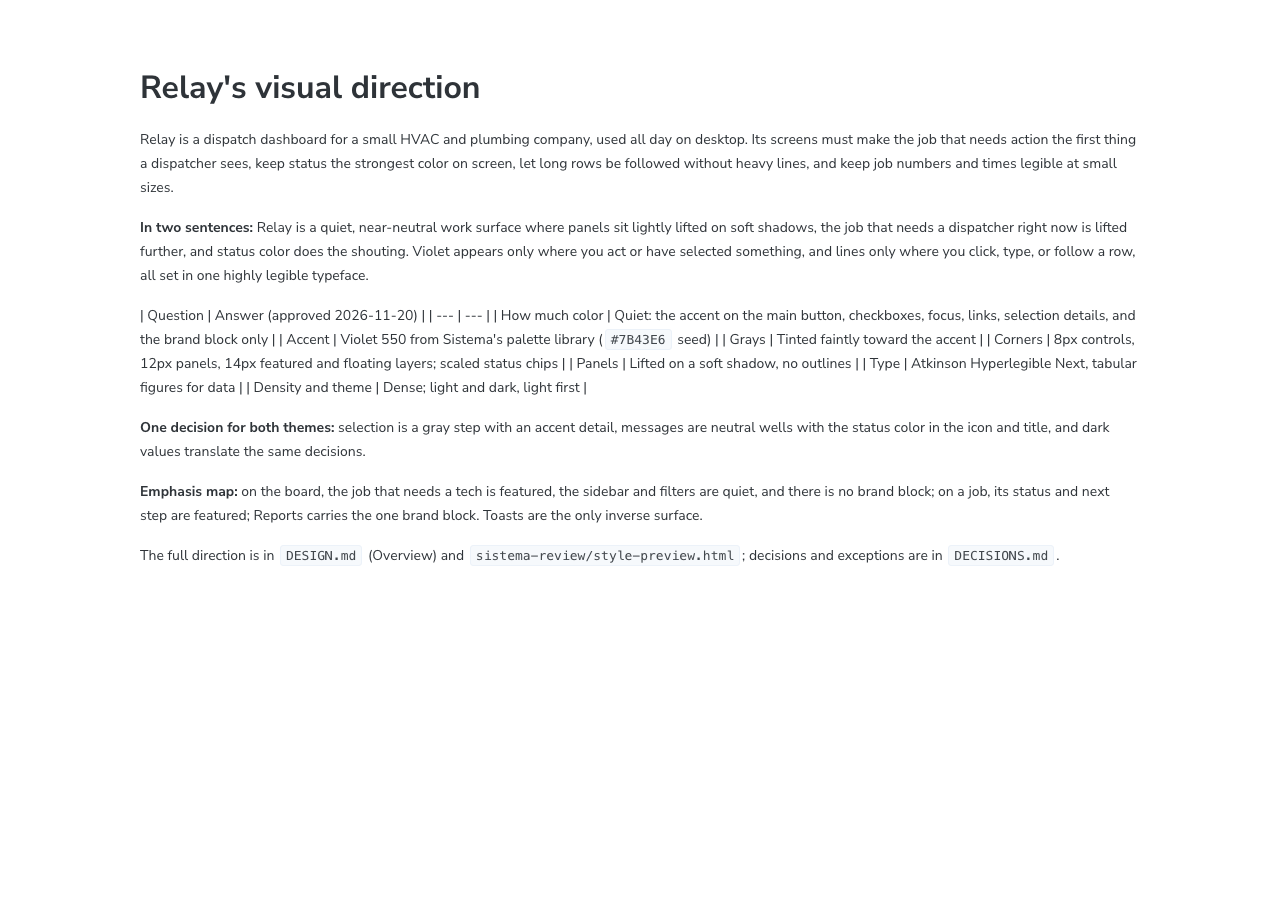 Relay's visual direction
Relay is a dispatch dashboard for a small HVAC and plumbing company, used all day on desktop. Its screens must make the job that needs action the first thing
a dispatcher sees, keep status the strongest color on screen, let long rows be followed without heavy lines, and keep job numbers and times legible at small
sizes.
In two sentences: Relay is a quiet, near-neutral work surface where panels sit lightly lifted on soft shadows, the job that needs a dispatcher right now is lifted
further, and status color does the shouting. Violet appears only where you act or have selected something, and lines only where you click, type, or follow a row,
all set in one highly legible typeface.
| Question | Answer (approved 2026-11-20) | | --- | --- | | How much color | Quiet: the accent on the main button, checkboxes, focus, links, selection details, and
the brand block only | | Accent | Violet 550 from Sistema's palette library ( #7B43E6 seed) | | Grays | Tinted faintly toward the accent | | Corners | 8px controls,
12px panels, 14px featured and floating layers; scaled status chips | | Panels | Lifted on a soft shadow, no outlines | | Type | Atkinson Hyperlegible Next, tabular
figures for data | | Density and theme | Dense; light and dark, light first |
One decision for both themes: selection is a gray step with an accent detail, messages are neutral wells with the status color in the icon and title, and dark
values translate the same decisions.
Emphasis map: on the board, the job that needs a tech is featured, the sidebar and filters are quiet, and there is no brand block; on a job, its status and next
step are featured; Reports carries the one brand block. Toasts are the only inverse surface.
The full direction is in DESIGN.md (Overview) and sistema-review/style-preview.html ; decisions and exceptions are in DECISIONS.md .